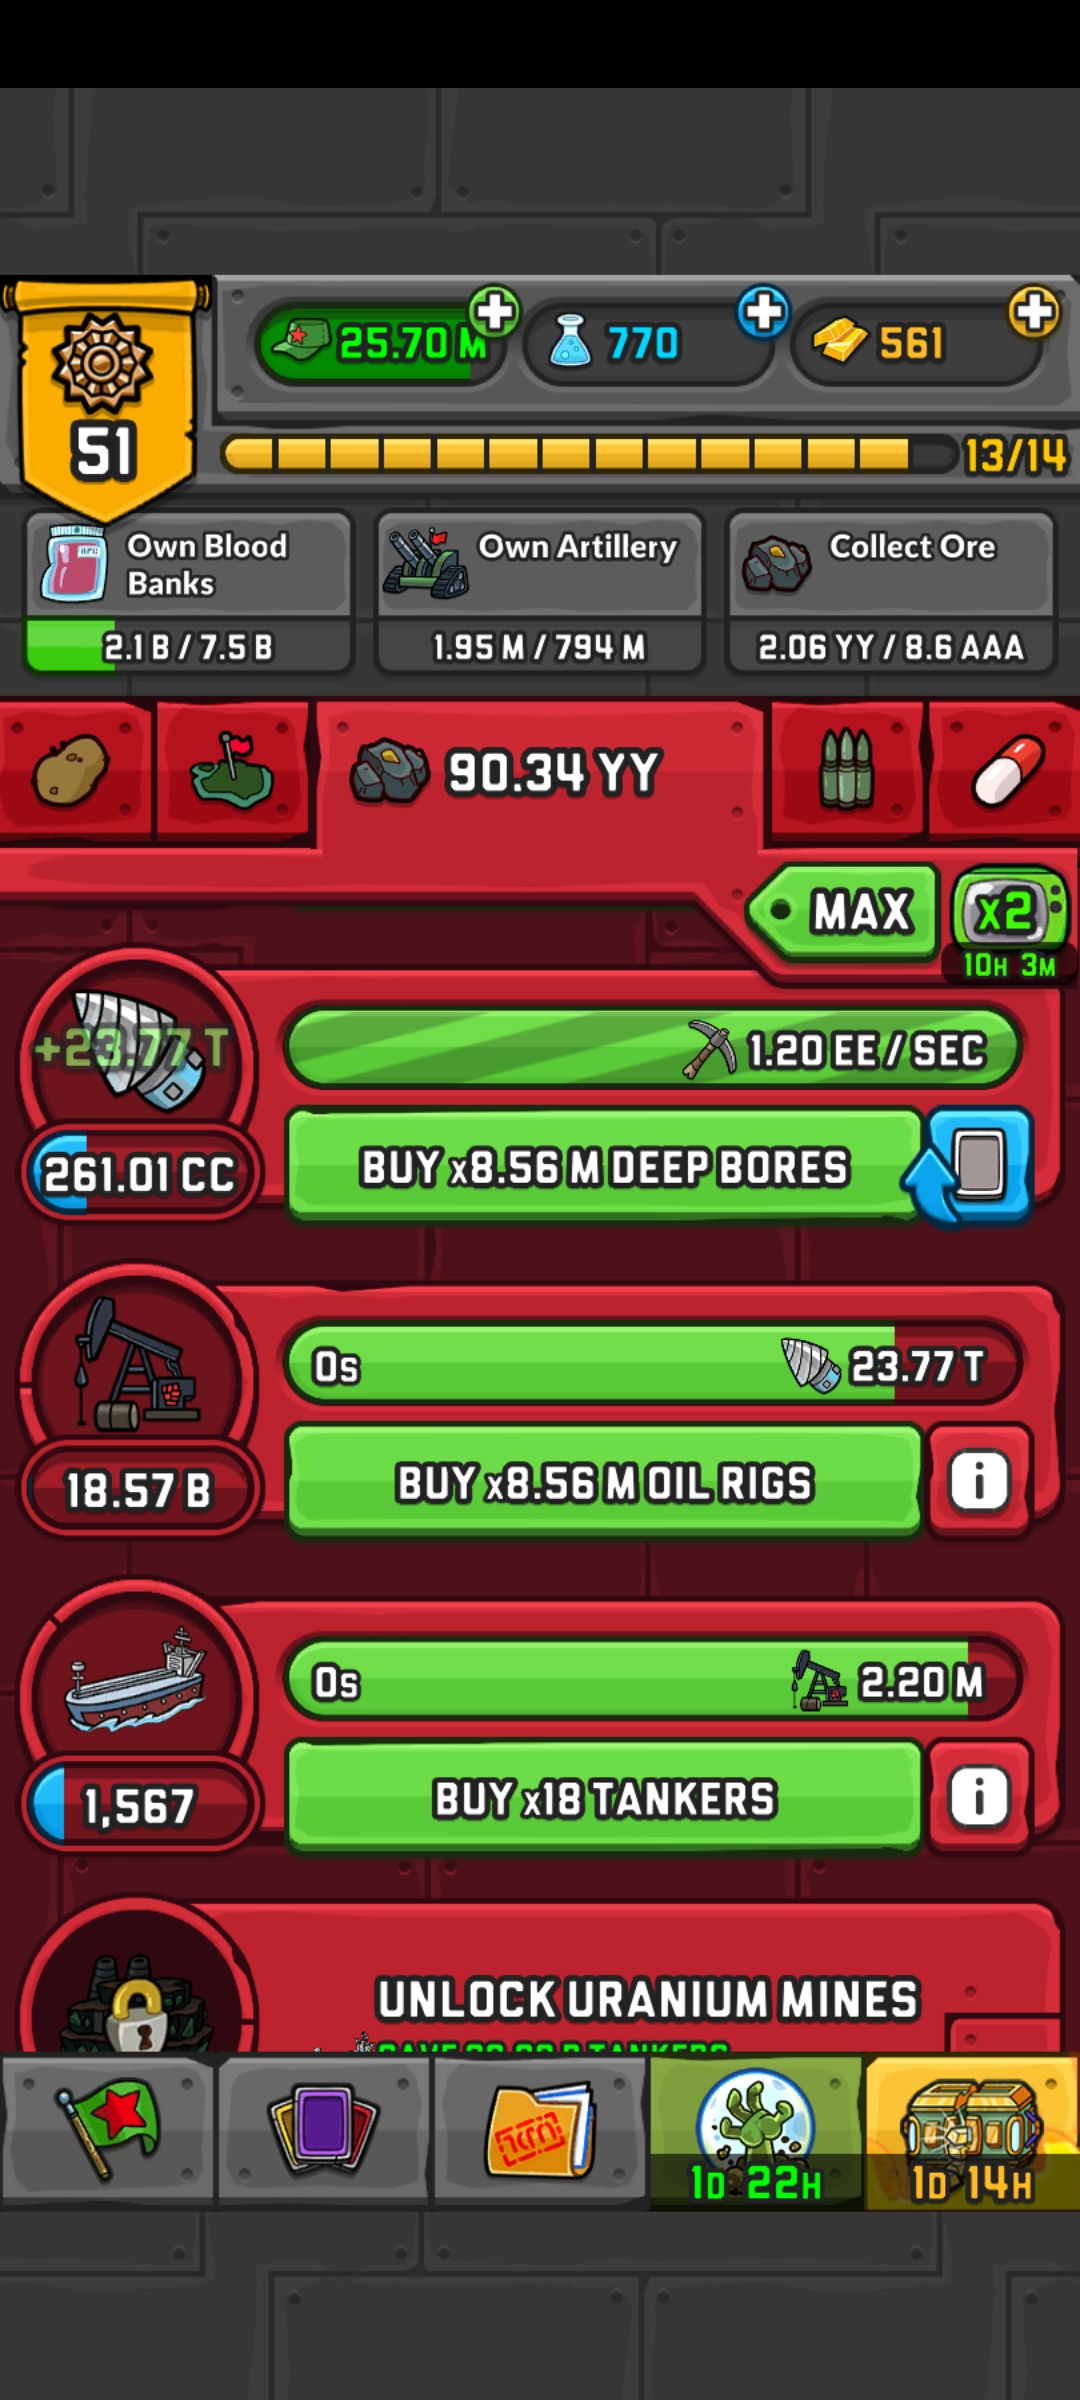 25.70 M
770
561
51
13/14
Own Blood
Banks
2.1 B / 7.5 B
Own Artillery
1.95 M / 794 M
Collect Ore
2.06 YY / 8.6 AAA
90.34 YY
MAX
x2
10H 3M
+23.77 T
1.20 EE / SEC
261.01 CC
BUY x8.56 M DEEP BORES
0s
23.77 T
18.57 B
BUY x8.56 M OIL RIGS
i
0s
2.20 M
1,567
BUY x18 TANKERS
i
UNLOCK URANIUM MINES
TANKERS
1D 22H
1D 14H